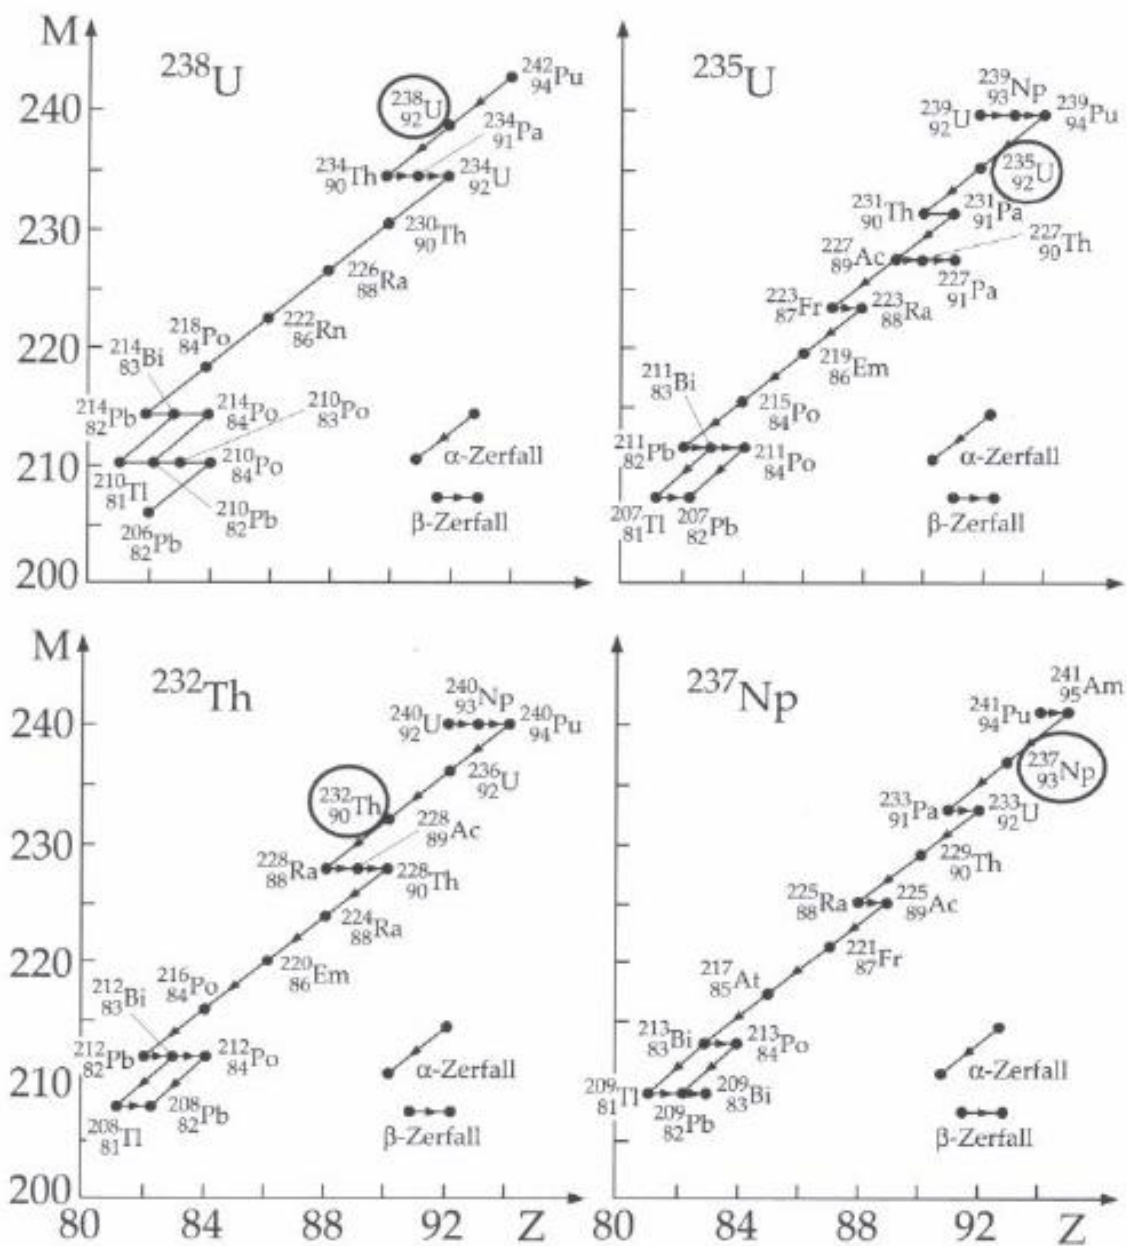 M
238U
240
230
220
210
200
242 94Pu
238 92U
234 91Pa
234 90Th
234 92U
230 90Th
226 88Ra
222 86Rn
218 84Po
214 83Bi
214 82Pb
214 84Po
210 83Po
210 84Po
210 81Tl
210 82Pb
206 82Pb
α-Zerfall
β-Zerfall
235U
239 93Np
239 92U
239 94Pu
235 92U
231 90Th
231 91Pa
227 90Th
227 89Ac
227 91Pa
223 87Fr
223 88Ra
219 86Em
211 83Bi
215 84Po
211 82Pb
211 84Po
207 81Tl
207 82Pb
α-Zerfall
β-Zerfall
M
232Th
240
230
220
210
200
240 93Np
240 92U
240 94Pu
236 92U
232 90Th
228 89Ac
228 88Ra
228 90Th
224 88Ra
220 86Em
216 84Po
212 83Bi
212 82Pb
212 84Po
208 81Tl
208 82Pb
α-Zerfall
β-Zerfall
80 84 88 92 Z
237Np
241 95Am
241 94Pu
237 93Np
233 91Pa
233 92U
229 90Th
225 88Ra
225 89Ac
221 87Fr
217 85At
213 83Bi
213 84Po
209 81Tl
209 82Pb
209 83Bi
α-Zerfall
β-Zerfall
80 84 88 92 Z